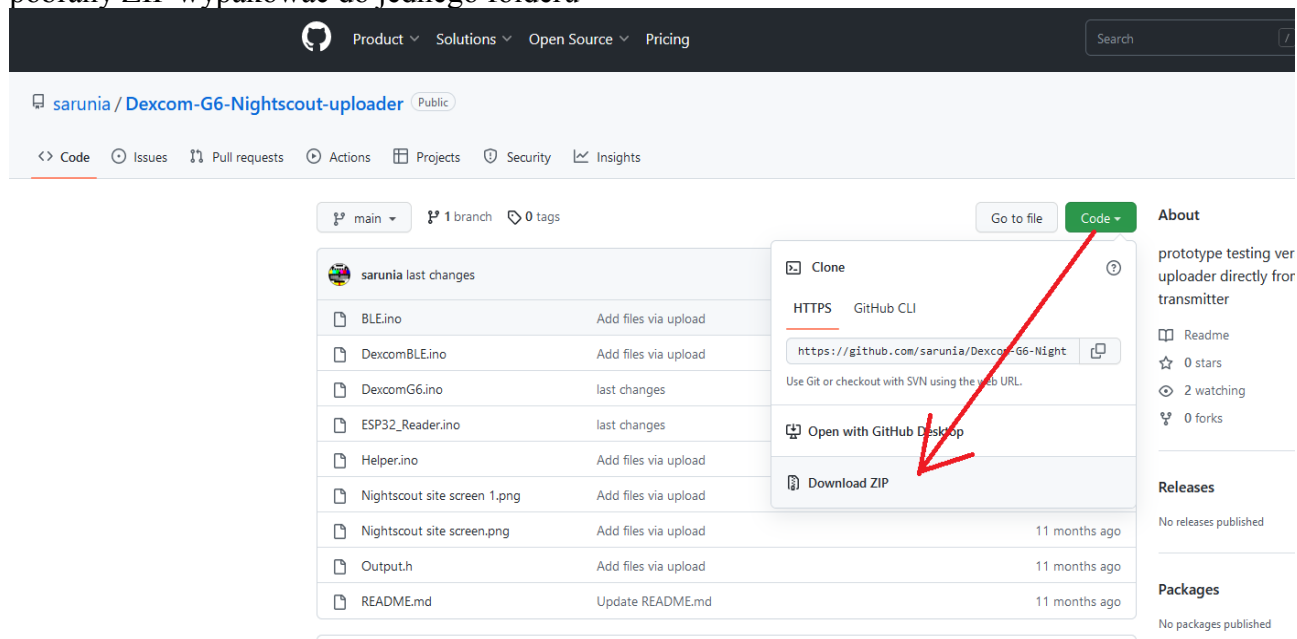 pobrany ZIP wypakować do jednego folderu
Product Solutions Open Source Pricing
Search /
sarunia / Dexcom-G6-Nightscout-uploader Public
<> Code Issues Pull requests Actions Projects Security Insights
main 1 branch 0 tags Go to file Code
About
prototype testing ver
uploader directly from
transmitter
Readme
0 stars
2 watching
0 forks
Releases
No releases published
Packages
No packages published
sarunia last changes
BLE.ino Add files via upload
DexcomBLE.ino Add files via upload
DexcomG6.ino last changes
ESP32_Reader.ino last changes
Helper.ino Add files via upload
Nightscout site screen 1.png Add files via upload
Nightscout site screen.png Add files via upload 11 months ago
Output.h Add files via upload 11 months ago
README.md Update README.md 11 months ago
Clone ?
HTTPS GitHub CLI
https://github.com/sarunia/Dexcom-G6-Night
Use Git or checkout with SVN using the web URL.
Open with GitHub Desktop
Download ZIP